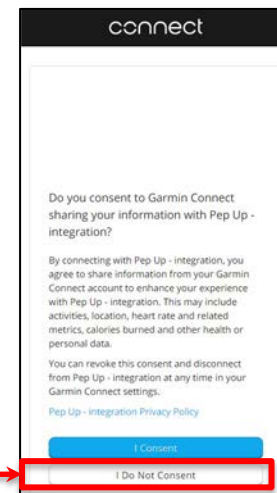 connect
Do you consent to Garmin Connect
sharing your information with Pep Up -
integration?
By connecting with Pep Up - integration, you
agree to share information from your Garmin
Connect account to enhance your experience
with Pep Up - integration. This may include
activities, location, heart rate and related
metrics, calories burned and other health or
personal data.
You can revoke this consent and disconnect
from Pep Up - integration at any time in your
Garmin Connect settings.
Pep Up - integration Privacy Policy
I Consent
I Do Not Consent